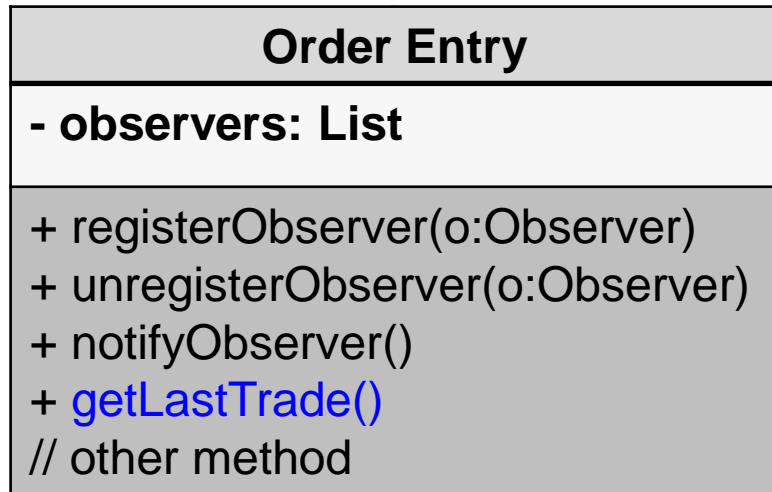 Order Entry
- observers: List
+ registerObserver(o:Observer)
+ unregisterObserver(o:Observer)
+ notifyObserver()
+ getLastTrade()
// other method